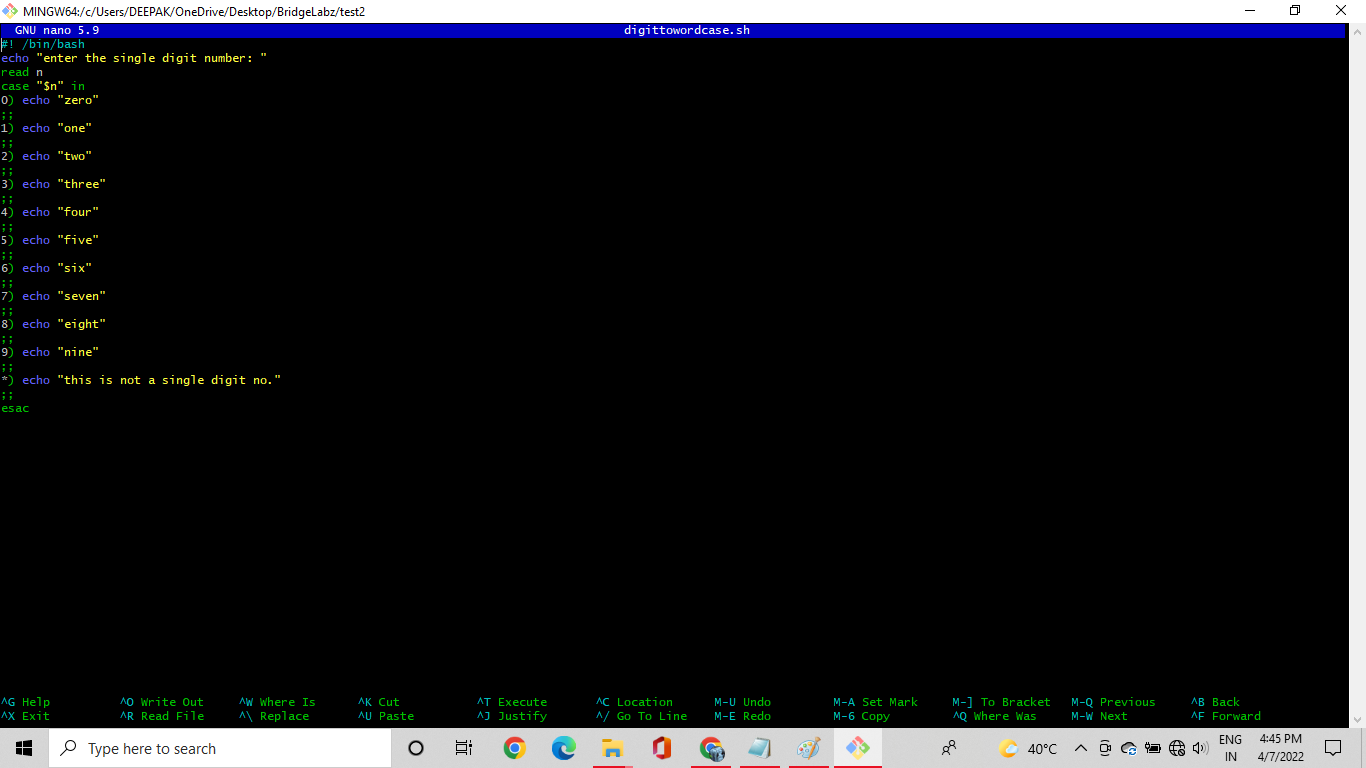 MINGW64:/c/Users/DEEPAK/OneDrive/Desktop/BridgeLabz/test2
GNU nano 5.9 digittowordcase.sh
#! /bin/bash
echo "enter the single digit number: "
read n
case "$n" in
0) echo "zero"
;;
1) echo "one"
;;
2) echo "two"
;;
3) echo "three"
;;
4) echo "four"
;;
5) echo "five"
;;
6) echo "six"
;;
7) echo "seven"
;;
8) echo "eight"
;;
9) echo "nine"
;;
*) echo "this is not a single digit no."
;;
esac
^G Help ^O Write Out ^W Where Is ^K Cut ^T Execute ^C Location M-U Undo M-A Set Mark M-] To Bracket M-Q Previous ^B Back
^X Exit ^R Read File ^\ Replace ^U Paste ^J Justify ^/ Go To Line M-E Redo M-6 Copy ^Q Where Was M-W Next ^F Forward
Type here to search 40°C ENG 4:45 PM
IN 4/7/2022